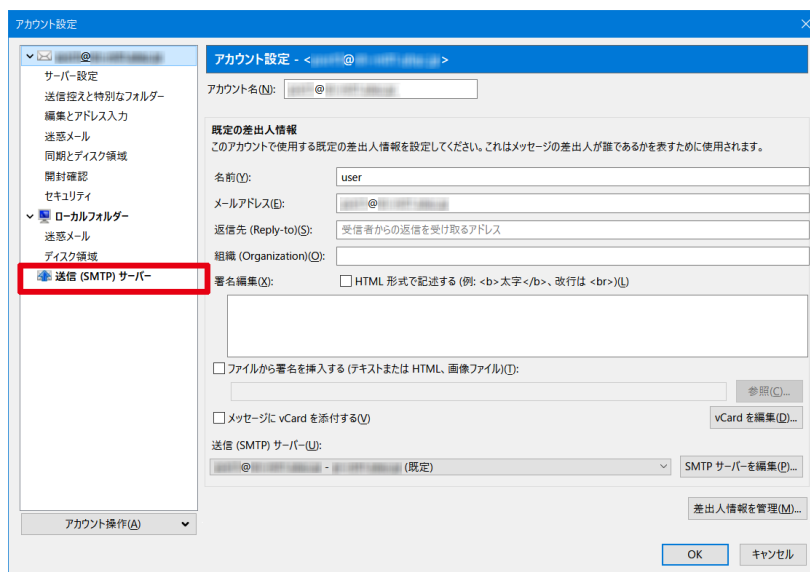 アカウント設定
@
サーバー設定
送信控えと特別なフォルダー
編集とアドレス入力
迷惑メール
同期とディスク領域
開封確認
セキュリティ
ローカルフォルダー
迷惑メール
ディスク領域
送信 (SMTP) サーバー
アカウント操作(A)
アカウント設定 - < @ >
アカウント名(N): @
既定の差出人情報
このアカウントで使用する既定の差出人情報を設定してください。これはメッセージの差出人が誰であるかを表すために使用されます。
名前(Y): user
メールアドレス(E): @
返信先 (Reply-to)(S): 受信者からの返信を受け取るアドレス
組織 (Organization)(O):
署名編集(X): HTML 形式で記述する (例: <b>太字</b>、改行は <br>)(L)
ファイルから署名を挿入する (テキストまたは HTML、画像ファイル)(T):
参照(C)...
メッセージに vCard を添付する(V) vCard を編集(D)...
送信 (SMTP) サーバー(U):
@ - (既定) SMTP サーバーを編集(P)...
差出人情報を管理(M)...
OK キャンセル